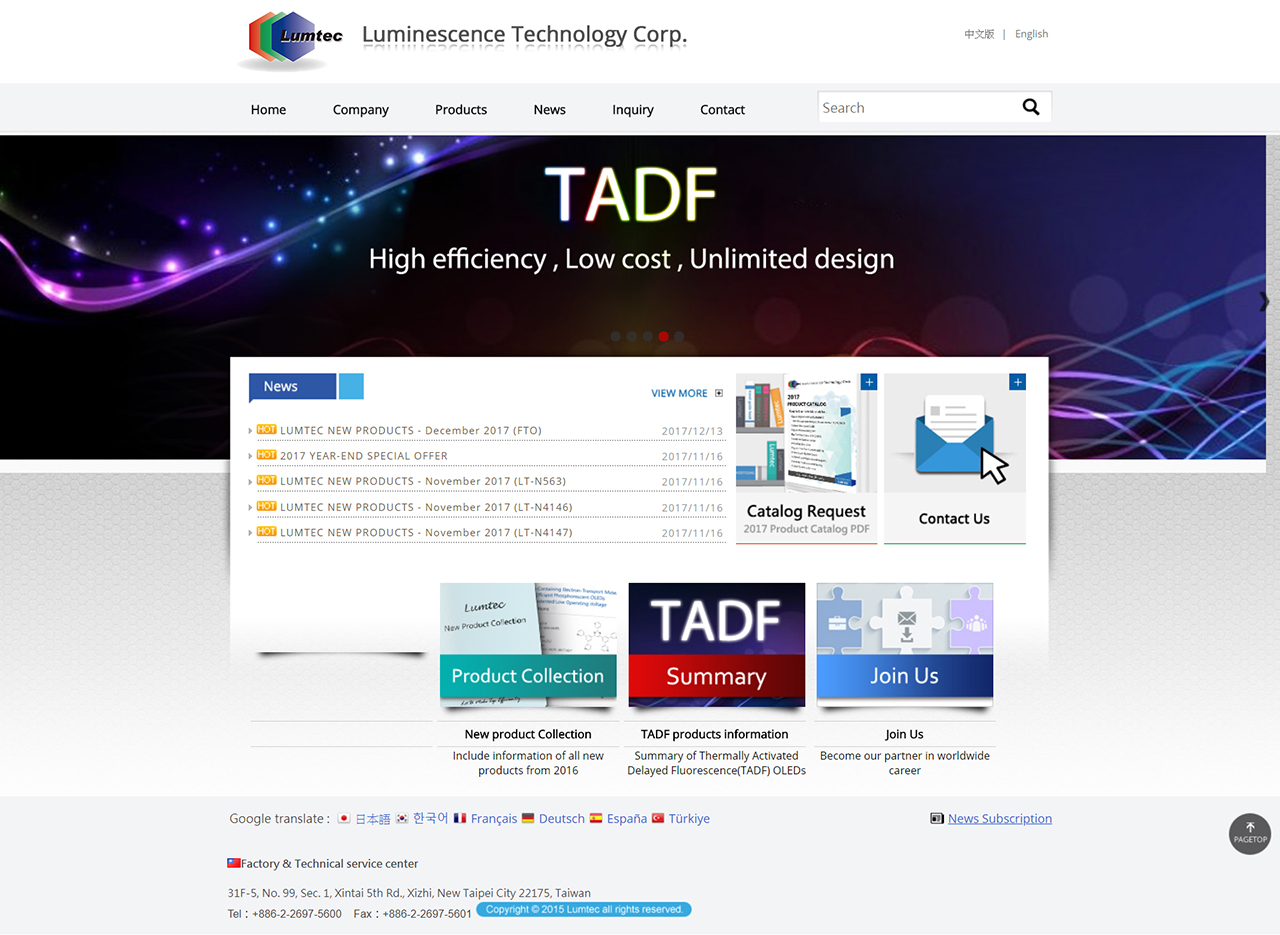 Lumtec
Luminescence Technology Corp.
中文版 | English
Home Company Products News Inquiry Contact
Search
TADF
High efficiency , Low cost , Unlimited design
News
VIEW MORE
HOT LUMTEC NEW PRODUCTS - December 2017 (FTO) 2017/12/13
HOT 2017 YEAR-END SPECIAL OFFER 2017/11/16
HOT LUMTEC NEW PRODUCTS - November 2017 (LT-N563) 2017/11/16
HOT LUMTEC NEW PRODUCTS - November 2017 (LT-N4146) 2017/11/16
HOT LUMTEC NEW PRODUCTS - November 2017 (LT-N4147) 2017/11/16
2017
PRODUCT CATALOG
Lumtec
Catalog Request
2017 Product Catalog PDF
Contact Us
Lumtec
New Product Collection
Product Collection
TADF
Summary
Join Us
New product Collection
Include information of all new
products from 2016
TADF products information
Summary of Thermally Activated
Delayed Fluorescence(TADF) OLEDs
Join Us
Become our partner in worldwide
career
Google translate : 日本語 한국어 Français Deutsch España Türkiye
News Subscription
PAGETOP
Factory & Technical service center
31F-5, No. 99, Sec. 1, Xintai 5th Rd., Xizhi, New Taipei City 22175, Taiwan
Tel：+886-2-2697-5600 Fax：+886-2-2697-5601
Copyright © 2015 Lumtec all rights reserved.